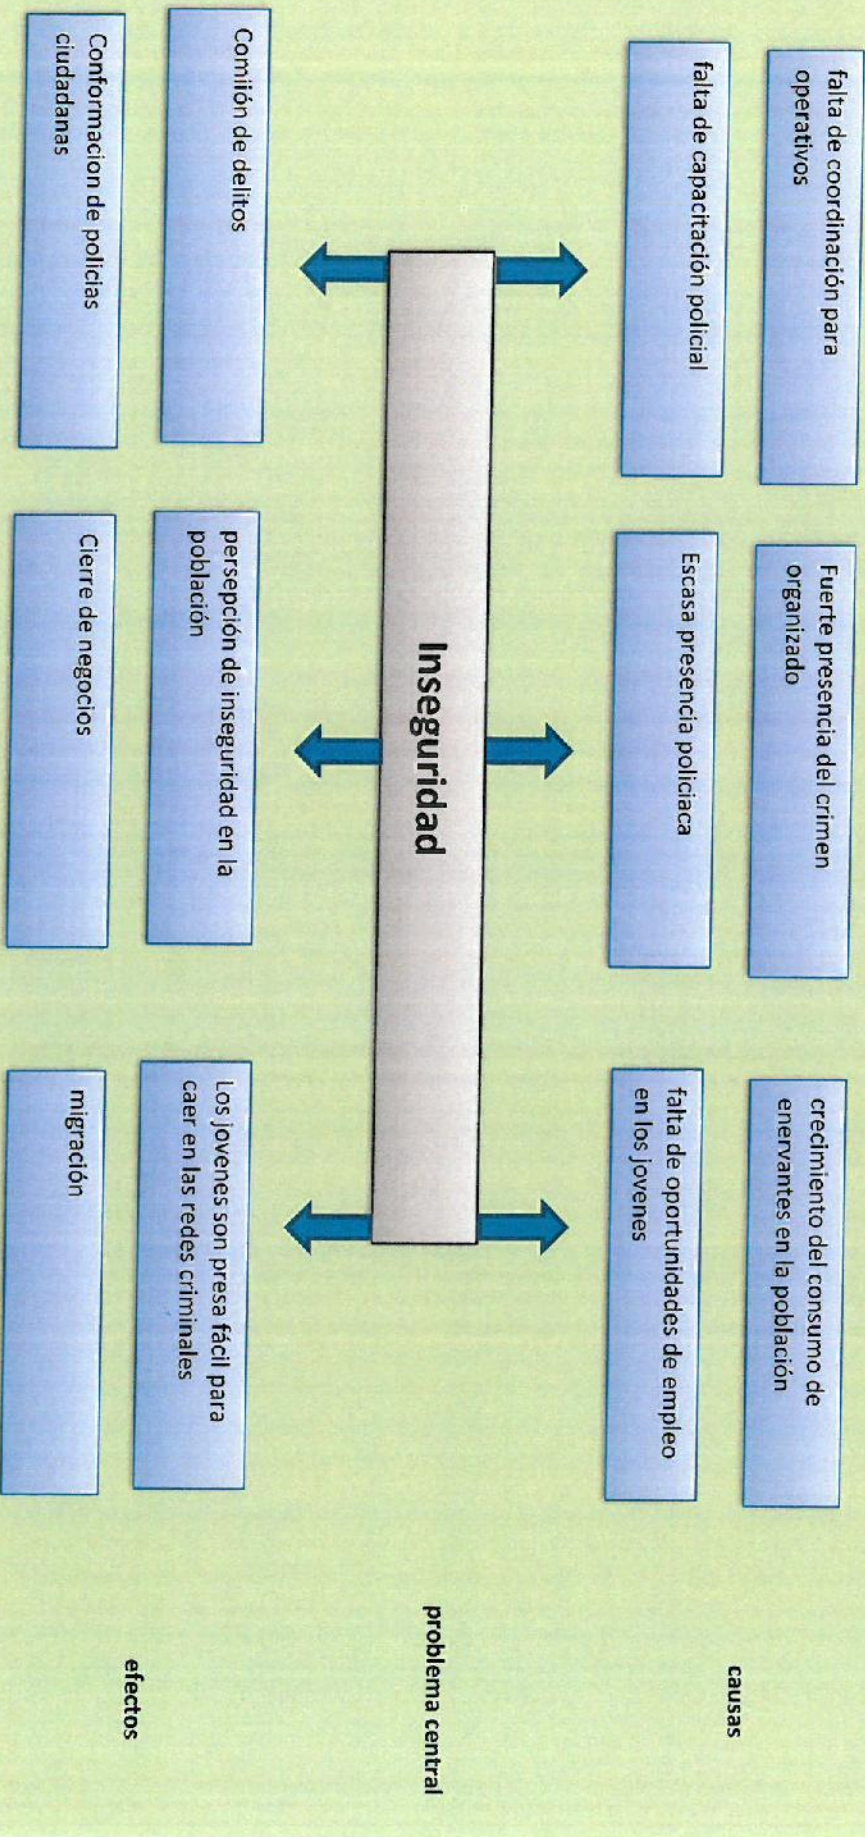 falta de coordinación para
operativos
Fuerte presencia del crimen
organizado
crecimiento del consumo de
enervantes en la población
causas
falta de capacitación policial
Escasa presencia policiaca
falta de oportunidades de empleo
en los jovenes
Inseguridad
problema central
Comiión de delitos
persepción de inseguridad en la
población
Los jovenes son presa fácil para
caer en las redes criminales
efectos
Conformacion de policias
ciudadanas
Cierre de negocios
migración